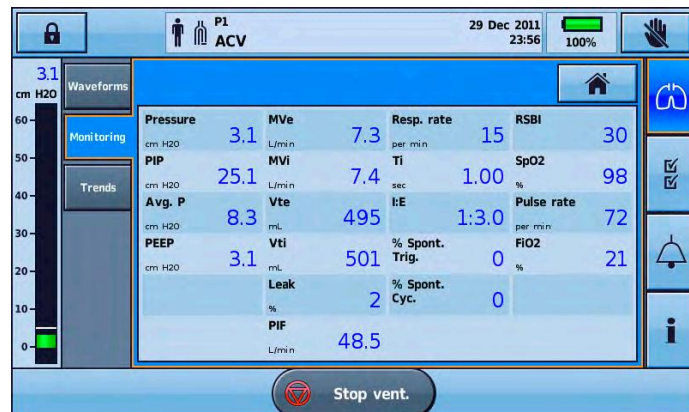 P1
ACV
29 Dec 2011
23:56
100%
3.1
cm H2O
Waveforms
Monitoring
Trends
60
50
40
30
20
10
0
Pressure
cm H2O
3.1
MVe
L/min
7.3
Resp. rate
per min
15
RSBI
30
PIP
cm H2O
25.1
MVi
L/min
7.4
Ti
sec
1.00
SpO2
%
98
Avg. P
cm H2O
8.3
Vte
mL
495
I:E
1:3.0
Pulse rate
per min
72
PEEP
cm H2O
3.1
Vti
mL
501
% Spont.
Trig.
0
FiO2
%
21
Leak
%
2
% Spont.
Cyc.
0
PIF
L/min
48.5
Stop vent.